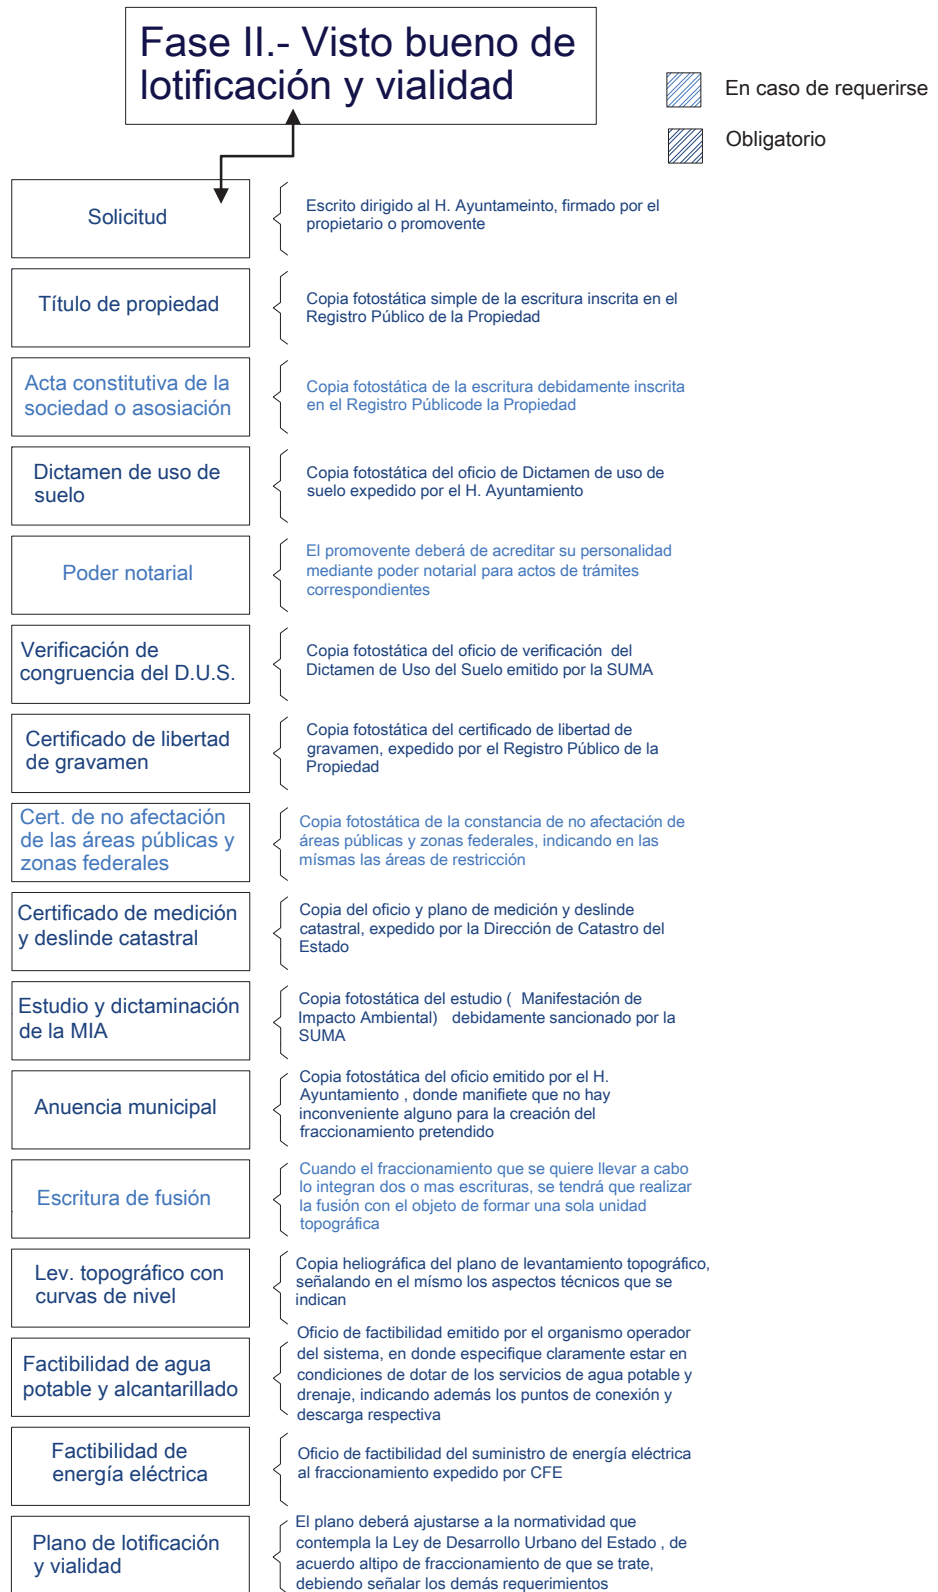 Fase II.- Visto bueno de
lotificación y vialidad
En caso de requerirse
Obligatorio
Solicitud
Escrito dirigido al H. Ayuntameinto, firmado por el
propietario o promovente
Título de propiedad
Copia fotostática simple de la escritura inscrita en el
Registro Público de la Propiedad
Acta constitutiva de la
sociedad o asosiación
Copia fotostática de la escritura debidamente inscrita
en el Registro Públicode la Propiedad
Dictamen de uso de
suelo
Copia fotostática del oficio de Dictamen de uso de
suelo expedido por el H. Ayuntamiento
Poder notarial
El promovente deberá de acreditar su personalidad
mediante poder notarial para actos de trámites
correspondientes
Verificación de
congruencia del D.U.S.
Copia fotostática del oficio de verificación del
Dictamen de Uso del Suelo emitido por la SUMA
Certificado de libertad
de gravamen
Copia fotostática del certificado de libertad de
gravamen, expedido por el Registro Público de la
Propiedad
Cert. de no afectación
de las áreas públicas y
zonas federales
Copia fotostática de la constancia de no afectación de
áreas públicas y zonas federales, indicando en las
mísmas las áreas de restricción
Certificado de medición
y deslinde catastral
Copia del oficio y plano de medición y deslinde
catastral, expedido por la Dirección de Catastro del
Estado
Estudio y dictaminación
de la MIA
Copia fotostática del estudio ( Manifestación de
Impacto Ambiental) debidamente sancionado por la
SUMA
Anuencia municipal
Copia fotostática del oficio emitido por el H.
Ayuntamiento , donde manifiete que no hay
inconveniente alguno para la creación del
fraccionamiento pretendido
Escritura de fusión
Cuando el fraccionamiento que se quiere llevar a cabo
lo integran dos o mas escrituras, se tendrá que realizar
la fusión con el objeto de formar una sola unidad
topográfica
Lev. topográfico con
curvas de nivel
Copia heliográfica del plano de levantamiento topográfico,
señalando en el mísmo los aspectos técnicos que se
indican
Factibilidad de agua
potable y alcantarillado
Oficio de factibilidad emitido por el organismo operador
del sistema, en donde especifique claramente estar en
condiciones de dotar de los servicios de agua potable y
drenaje, indicando además los puntos de conexión y
descarga respectiva
Factibilidad de
energía eléctrica
Oficio de factibilidad del suministro de energía eléctrica
al fraccionamiento expedido por CFE
Plano de lotificación
y vialidad
El plano deberá ajustarse a la normatividad que
contempla la Ley de Desarrollo Urbano del Estado , de
acuerdo altipo de fraccionamiento de que se trate,
debiendo señalar los demás requerimientos